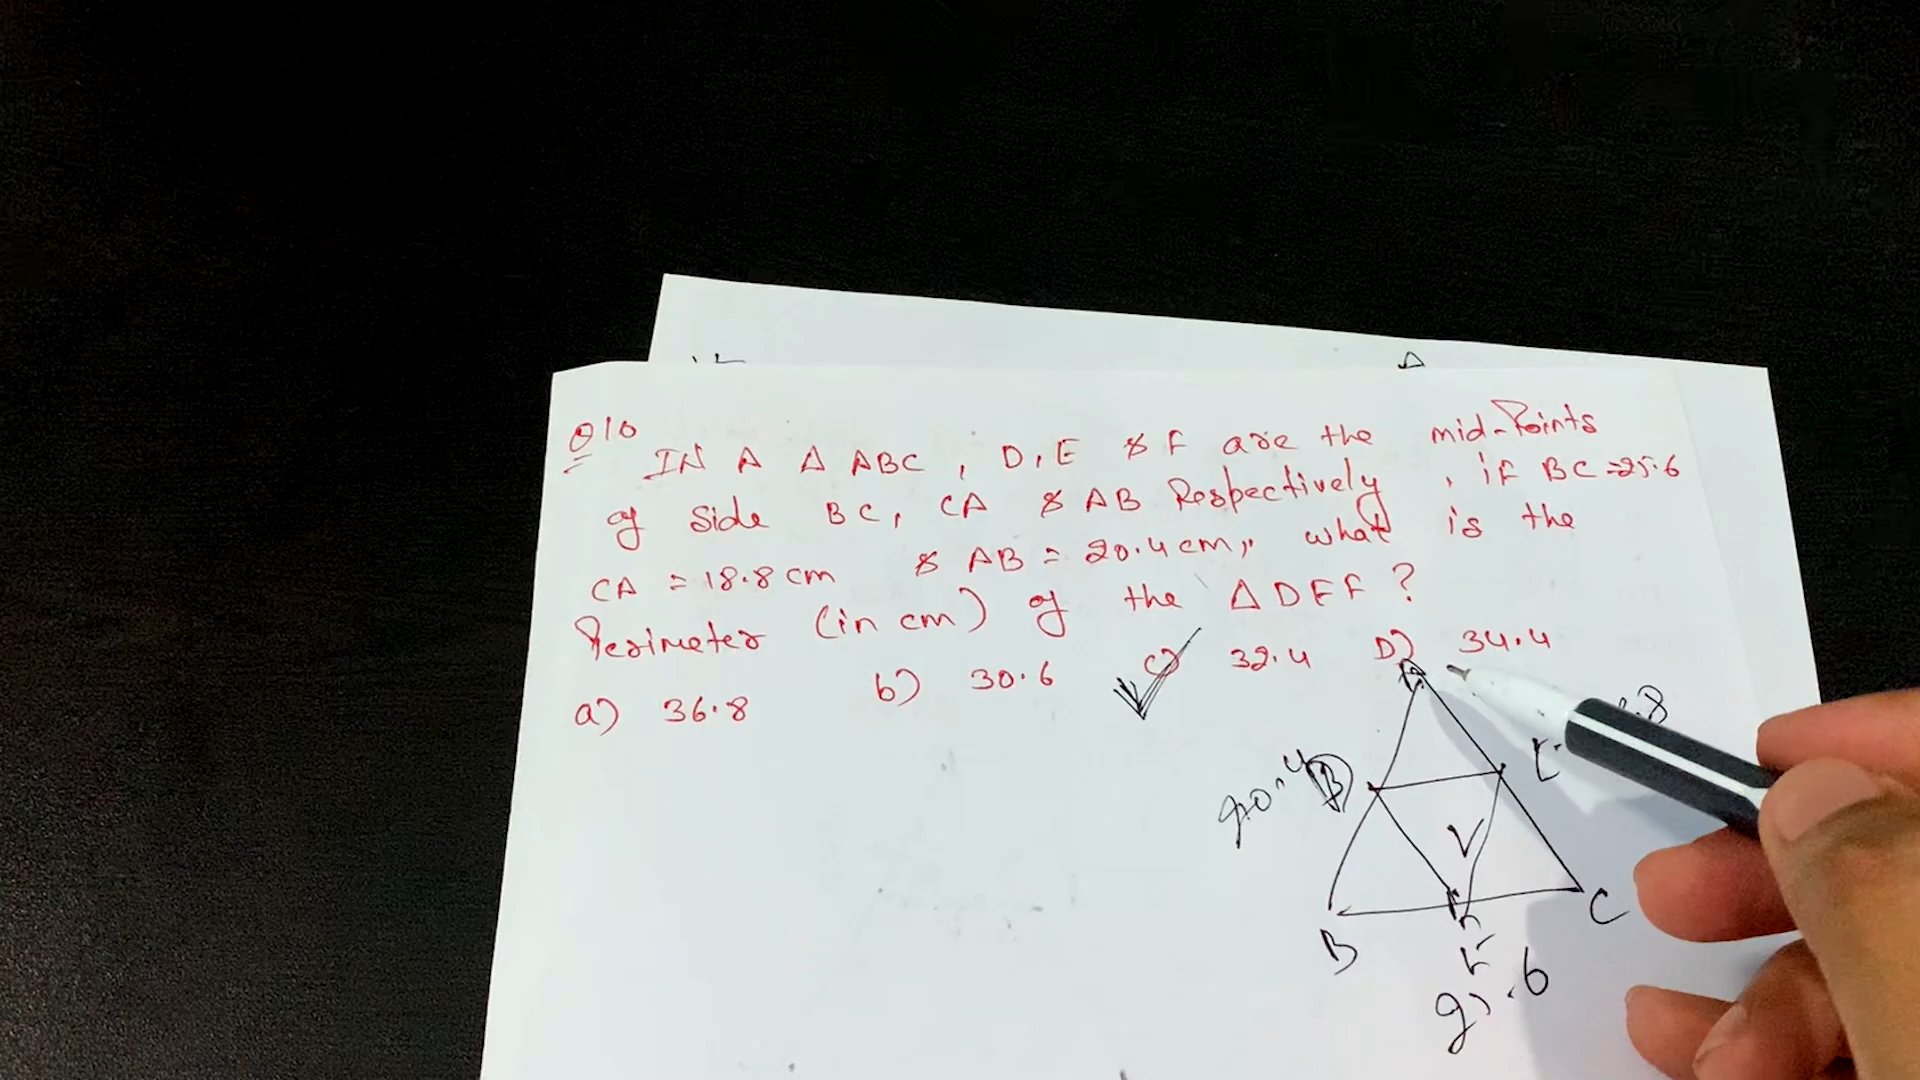 Q10
IN A Δ ABC, D, E & F are the mid-Points
of side BC, CA & AB Respectively, if BC=25.6
CA = 18.8 cm & AB = 20.4 cm, what is the
Perimeter (in cm) of the Δ DEF ?
a) 36.8 b) 30.6 c) 32.4 D) 34.4
.8
20.4
E
B
C
F
.6